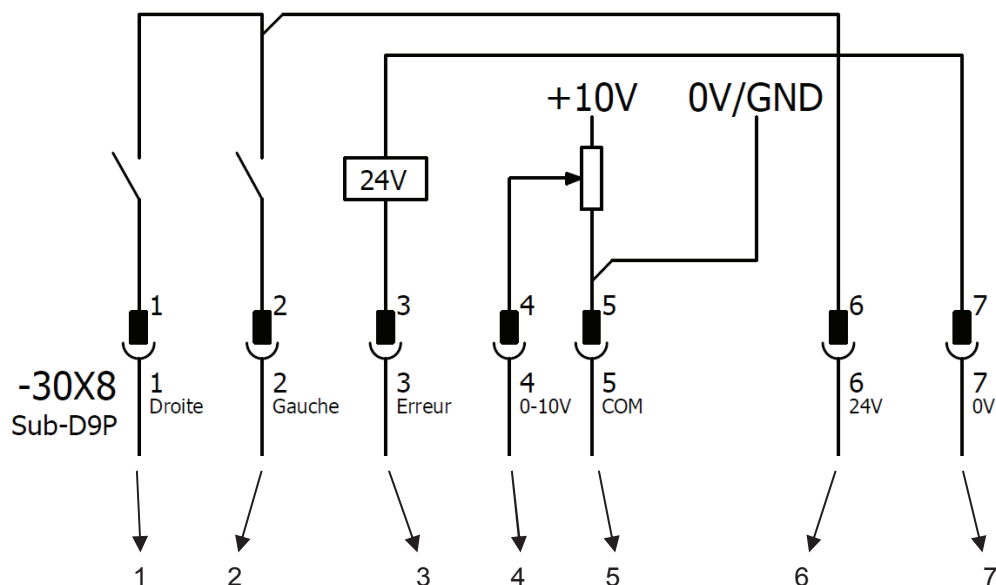 +10V 0V/GND
24V
1 2 3 4 5 6 7
-30X8
Sub-D9P
1 2 3 4 5 6 7
Droite Gauche Erreur 0-10V COM 24V 0V
1 2 3 4 5 6 7